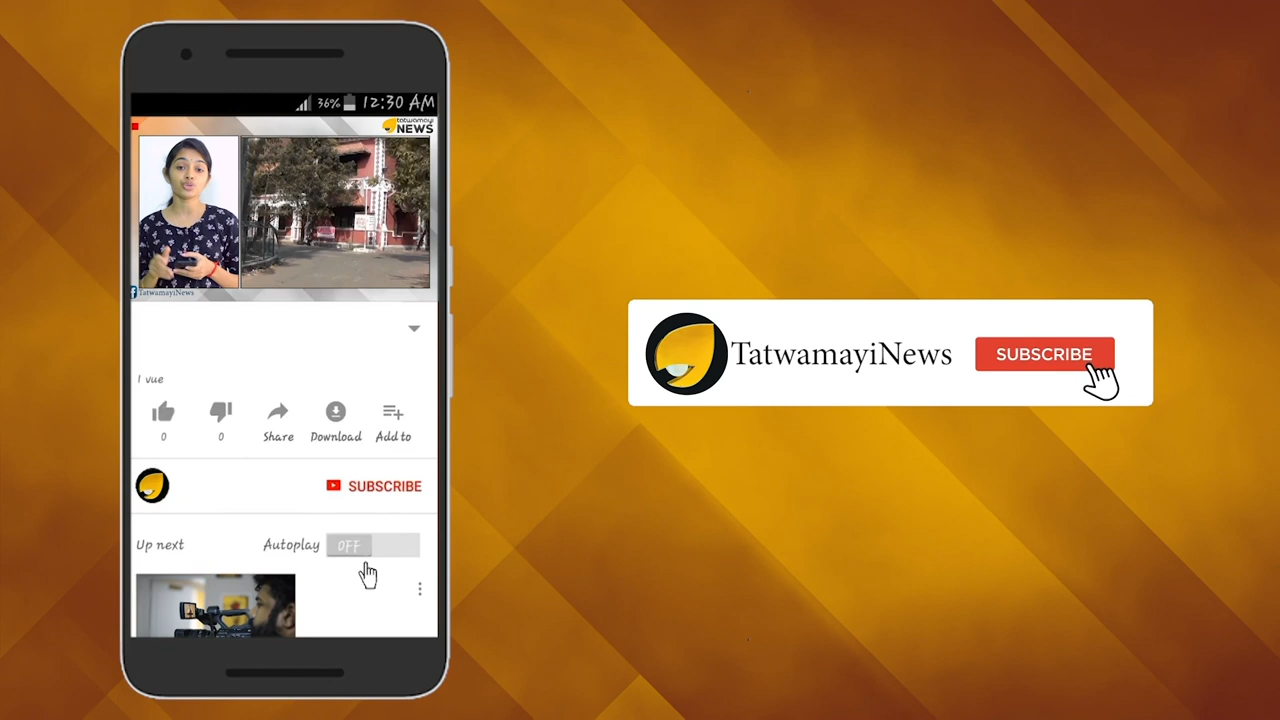 36% 12:30 AM
tatwamayi
NEWS
TatwamayiNews
1 vue
0 0 Share Download Add to
SUBSCRIBE
Up next Autoplay OFF
TatwamayiNews SUBSCRIBE